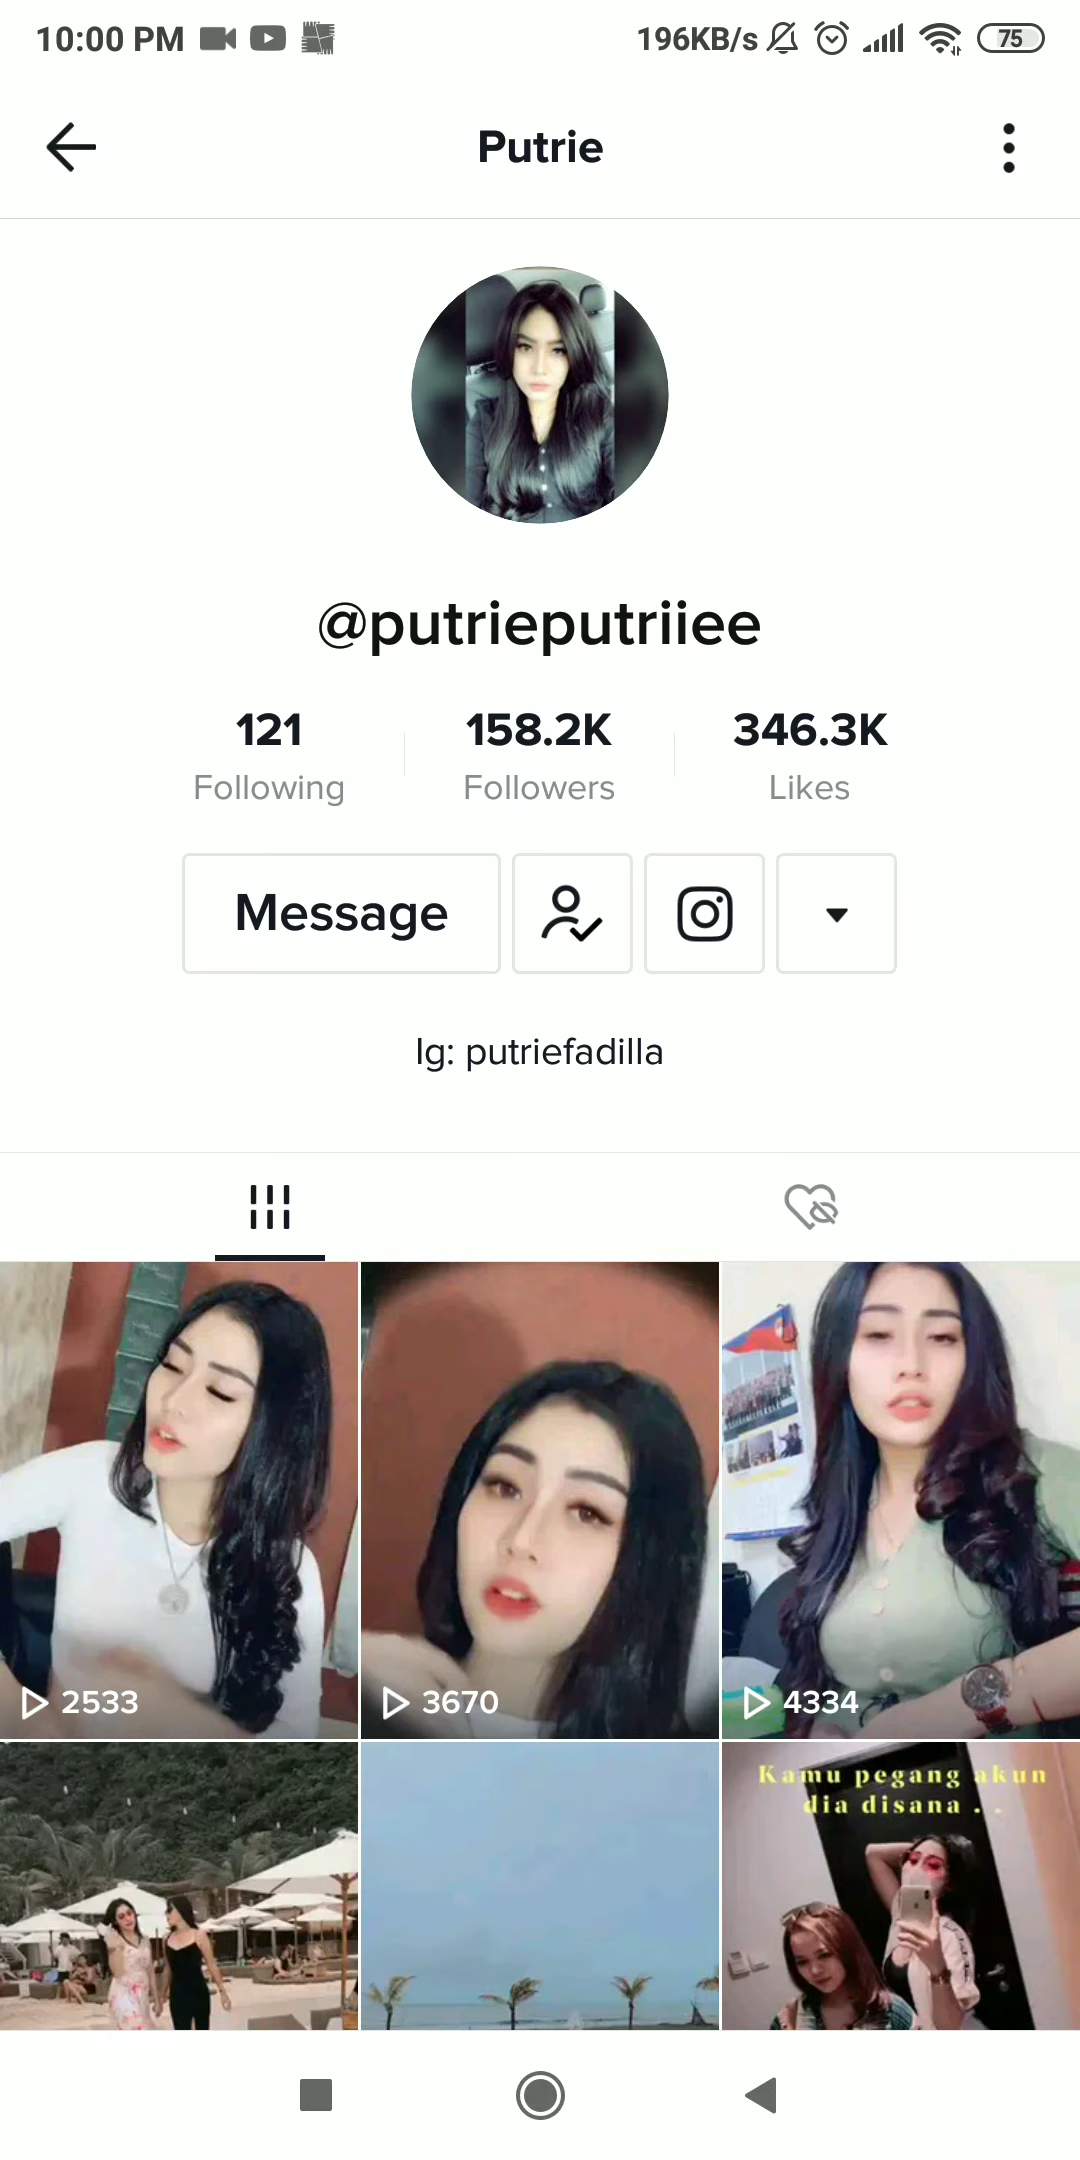 10:00 PM 196KB/s 75
Putrie
@putrieputriiee
121 158.2K 346.3K
Following Followers Likes
Message
Ig: putriefadilla
2533 3670 4334
Kamu pegang akun
dia disana . .